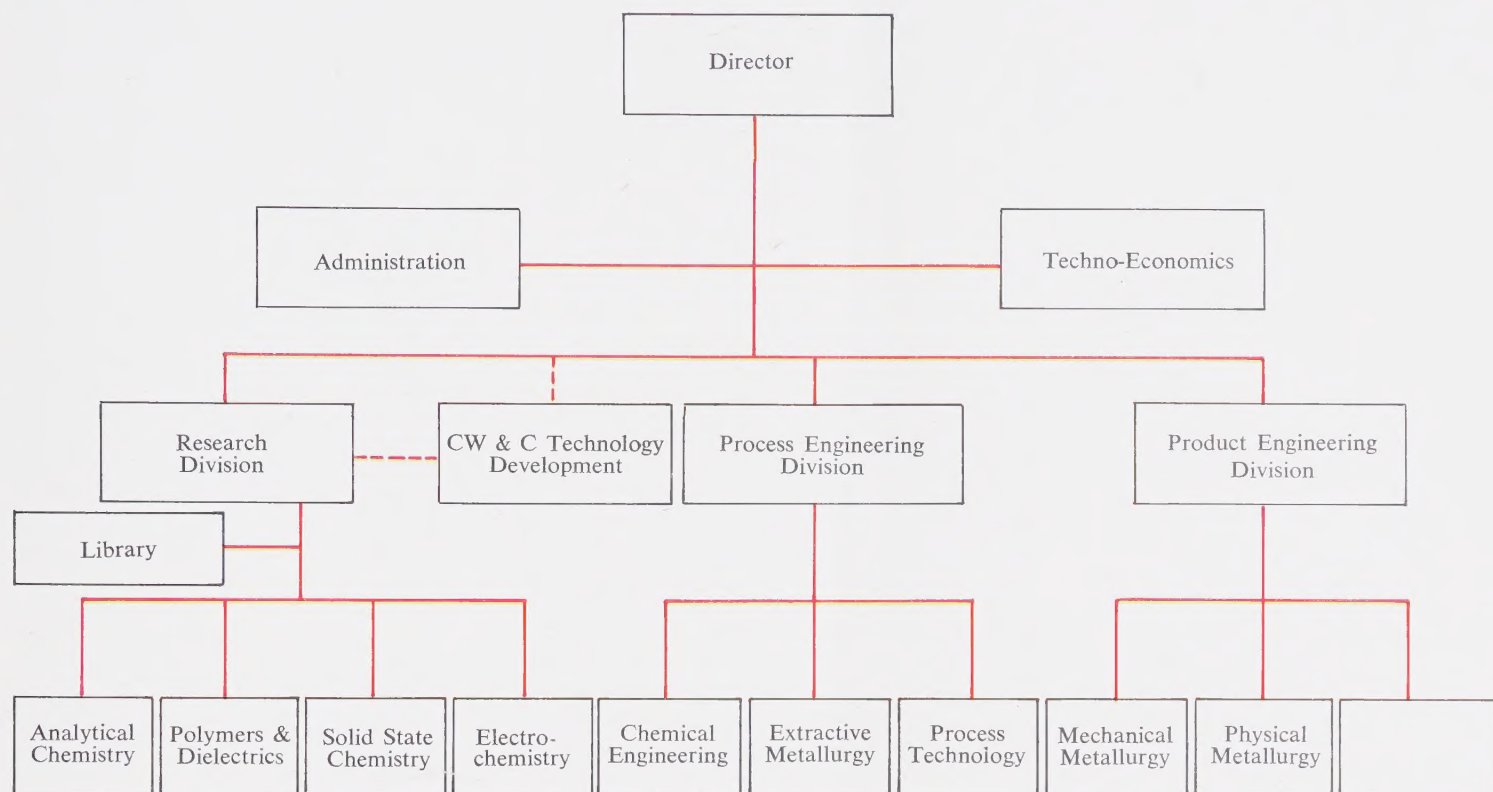 Director
Administration
Techno-Economics
Research
Division
CW & C Technology
Development
Process Engineering
Division
Product Engineering
Division
Library
Analytical
Chemistry
Polymers &
Dielectrics
Solid State
Chemistry
Electro-
chemistry
Chemical
Engineering
Extractive
Metallurgy
Process
Technology
Mechanical
Metallurgy
Physical
Metallurgy